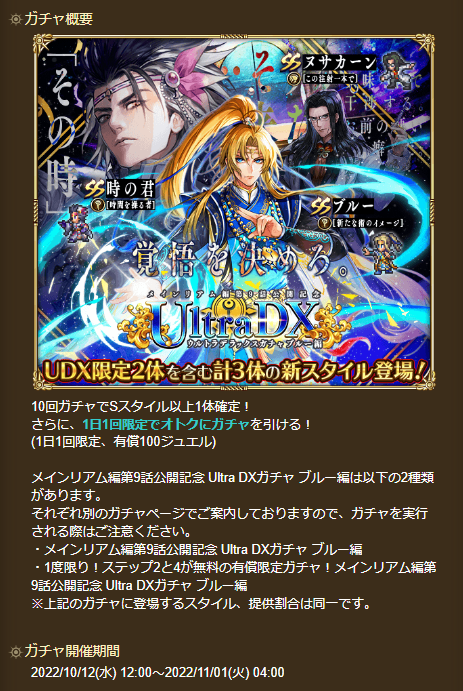 ガチャ概要
「その時」
SS ヌサカーン
[この注射一本で]
SS 時の君
[時間を操る者]
SS ブルー
[新たな術のイメージ]
覚悟を決めろ。
メインリアム編第9話公開記念
UltraDX
ウルトラデラックスガチャ ブルー編
UDX限定2体を含む計3体の新スタイル登場!
10回ガチャでSスタイル以上1体確定!
さらに、1日1回限定でオトクにガチャを引ける!
(1日1回限定、有償100ジュエル)
メインリアム編第9話公開記念 Ultra DXガチャ ブルー編は以下の2種類
があります。
それぞれ別のガチャページでご案内しておりますので、ガチャを実行
される際はご注意ください。
・メインリアム編第9話公開記念 Ultra DXガチャ ブルー編
・1度限り!ステップ2と4が無料の有償限定ガチャ!メインリアム編第
9話公開記念 Ultra DXガチャ ブルー編
※上記のガチャに登場するスタイル、提供割合は同一です。
ガチャ開催期間
2022/10/12(水) 12:00～2022/11/01(火) 04:00